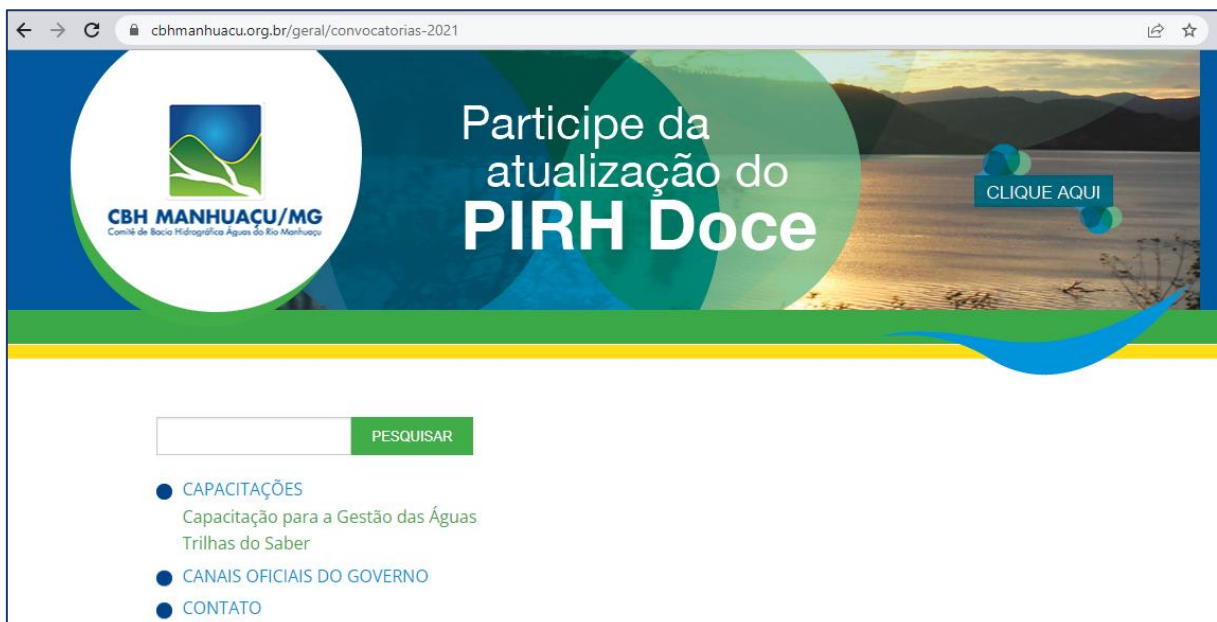 cbhmanhuacu.org.br/geral/convocatorias-2021
CBH MANHUAÇU/MG
Comitê de Bacia Hidrográfica Águas do Rio Manhuaçu
Participe da
atualização do
PIRH Doce
CLIQUE AQUI
PESQUISAR
CAPACITAÇÕES
Capacitação para a Gestão das Águas
Trilhas do Saber
CANAIS OFICIAIS DO GOVERNO
CONTATO